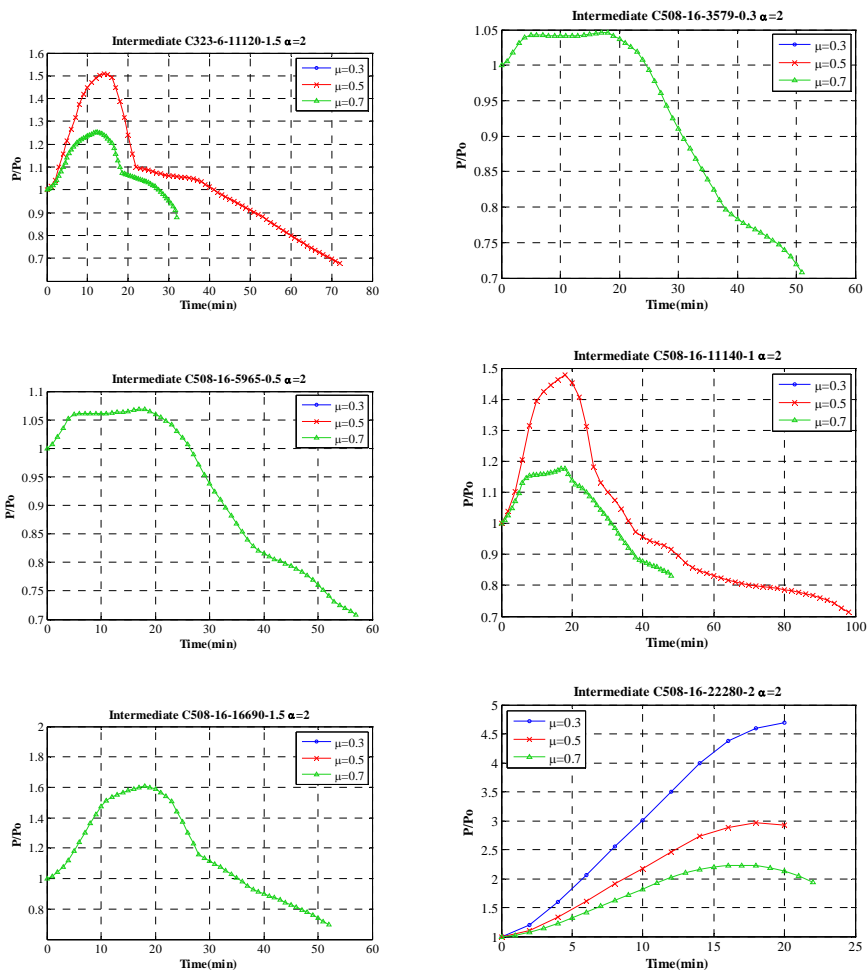 Intermediate C323-6-11120-1.5 α=2
P/Po
1.6
1.5
1.4
1.3
1.2
1.1
1
0.9
0.8
0.7
μ=0.3
μ=0.5
μ=0.7
0 10 20 30 40 50 60 70 80
Time(min)
Intermediate C508-16-3579-0.3 α=2
P/Po
1.05
1
0.95
0.9
0.85
0.8
0.75
0.7
μ=0.3
μ=0.5
μ=0.7
0 10 20 30 40 50 60
Time(min)
Intermediate C508-16-5965-0.5 α=2
P/Po
1.1
1.05
1
0.95
0.9
0.85
0.8
0.75
0.7
μ=0.3
μ=0.5
μ=0.7
0 10 20 30 40 50 60
Time(min)
Intermediate C508-16-11140-1 α=2
P/Po
1.5
1.4
1.3
1.2
1.1
1
0.9
0.8
0.7
μ=0.3
μ=0.5
μ=0.7
0 20 40 60 80 100
Time(min)
Intermediate C508-16-16690-1.5 α=2
P/Po
2
1.8
1.6
1.4
1.2
1
0.8
μ=0.3
μ=0.5
μ=0.7
0 10 20 30 40 50 60
Time(min)
Intermediate C508-16-22280-2 α=2
P/Po
5
4.5
4
3.5
3
2.5
2
1.5
1
μ=0.3
μ=0.5
μ=0.7
0 5 10 15 20 25
Time(min)